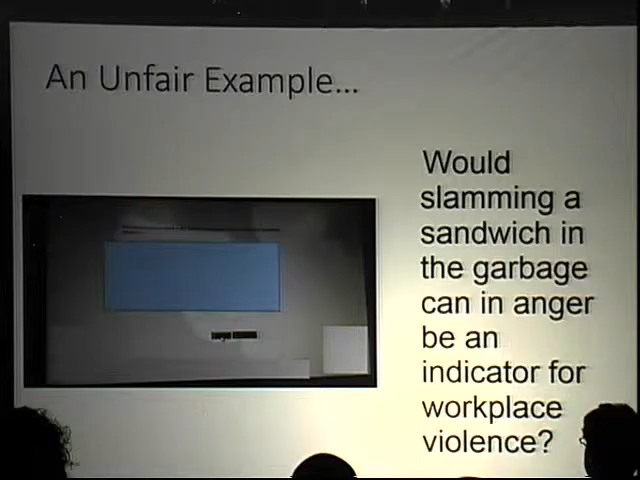 An Unfair Example...
Would
slamming a
sandwich in
the garbage
can in anger
be an
indicator for
workplace
violence?